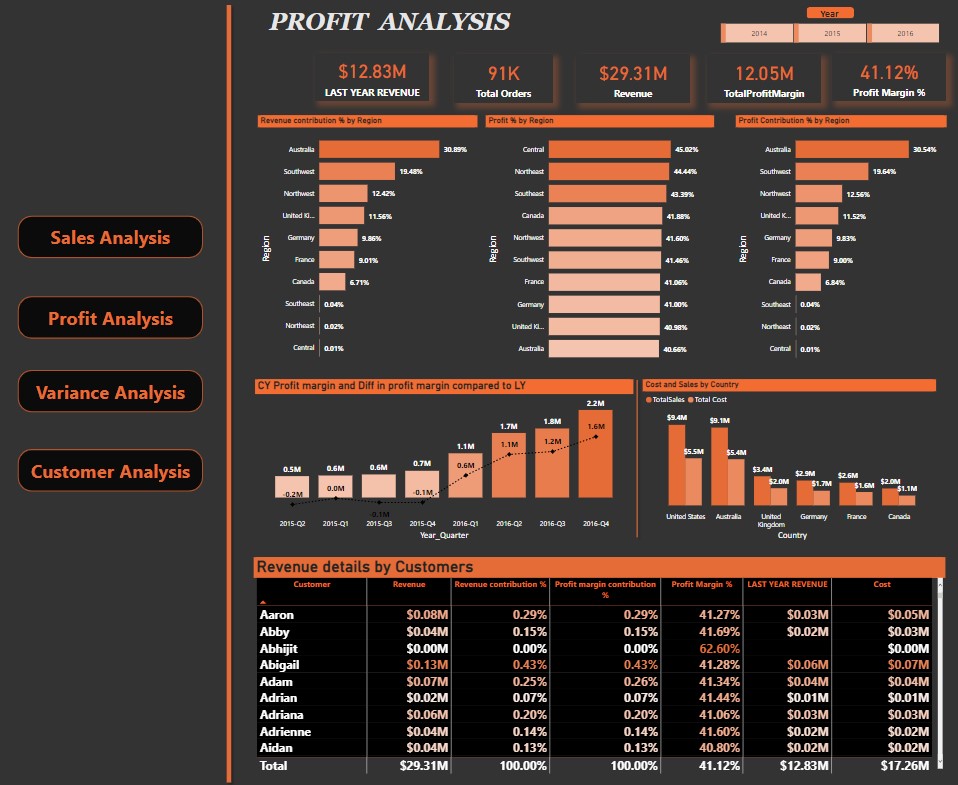 PROFIT ANALYSIS
Year
2014 2015 2016
$12.83M
LAST YEAR REVENUE
91K
Total Orders
$29.31M
Revenue
12.05M
TotalProfitMargin
41.12%
Profit Margin %
Sales Analysis
Profit Analysis
Variance Analysis
Customer Analysis
Revenue contribution % by Region
Region
Australia 30.89%
Southwest 19.48%
Northwest 12.42%
United Ki... 11.56%
Germany 9.86%
France 9.01%
Canada 6.71%
Southeast 0.04%
Northeast 0.02%
Central 0.01%
Profit % by Region
Region
Central 45.02%
Northeast 44.44%
Southeast 43.39%
Canada 41.88%
Northwest 41.60%
Southwest 41.46%
France 41.06%
Germany 41.00%
United Ki... 40.98%
Australia 40.66%
Profit Contribution % by Region
Region
Australia 30.54%
Southwest 19.64%
Northwest 12.56%
United K... 11.52%
Germany 9.83%
France 9.00%
Canada 6.84%
Southeast 0.04%
Northeast 0.02%
Central 0.01%
CY Profit margin and Diff in profit margin compared to LY
0.5M 0.6M 0.6M 0.7M 1.1M 1.7M 1.8M 2.2M
-0.2M 0.0M -0.1M -0.1M 0.6M 1.1M 1.2M 1.6M
2015-Q2 2015-Q1 2015-Q3 2015-Q4 2016-Q1 2016-Q2 2016-Q3 2016-Q4
Year_Quarter
Cost and Sales by Country
TotalSales Total Cost
$9.4M $5.5M $9.1M $5.4M $3.4M $2.0M $2.9M $1.7M $2.6M $1.6M $2.0M $1.1M
United States Australia United Kingdom Germany France Canada
Country
Revenue details by Customers
Customer Revenue Revenue contribution % Profit margin contribution % Profit Margin % LAST YEAR REVENUE Cost
Aaron $0.08M 0.29% 0.29% 41.27% $0.03M $0.05M
Abby $0.04M 0.15% 0.15% 41.69% $0.02M $0.03M
Abhijit $0.00M 0.00% 0.00% 62.60% $0.00M
Abigail $0.13M 0.43% 0.43% 41.28% $0.06M $0.07M
Adam $0.07M 0.25% 0.26% 41.34% $0.04M $0.04M
Adrian $0.02M 0.07% 0.07% 41.44% $0.01M $0.01M
Adriana $0.06M 0.20% 0.20% 41.06% $0.03M $0.03M
Adrienne $0.04M 0.14% 0.14% 41.60% $0.02M $0.02M
Aidan $0.04M 0.13% 0.13% 40.80% $0.02M $0.02M
Total $29.31M 100.00% 100.00% 41.12% $12.83M $17.26M